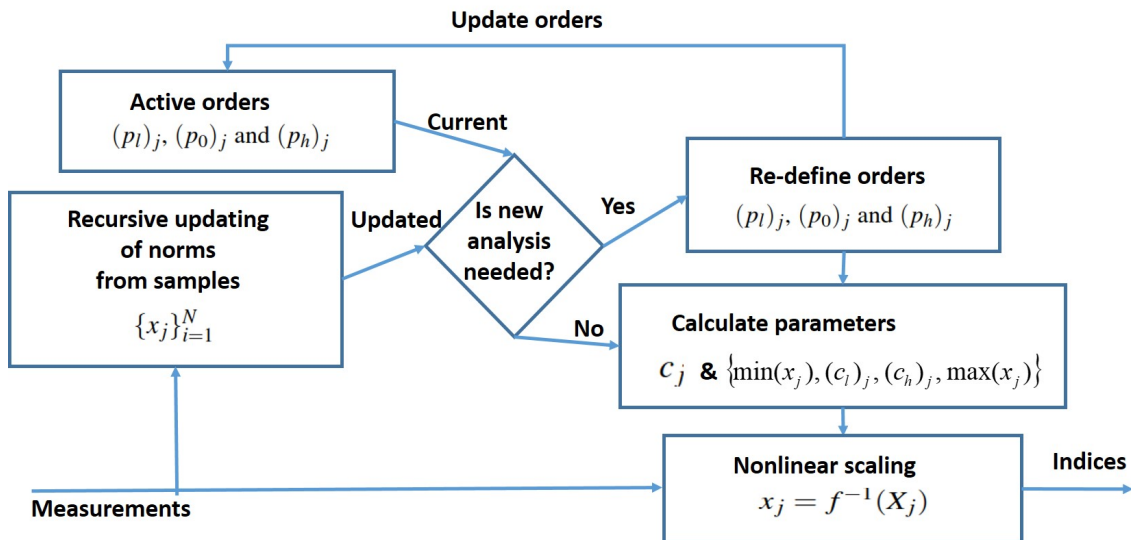 Update orders
Active orders
(p_l)_j, (p_0)_j and (p_h)_j
Current
Recursive updating
of norms
from samples
{x_j}_{i=1}^N
Updated
Is new
analysis
needed?
Yes
No
Re-define orders
(p_l)_j, (p_0)_j and (p_h)_j
Calculate parameters
c_j & {min(x_j), (c_l)_j, (c_h)_j, max(x_j)}
Nonlinear scaling
x_j = f^{-1}(X_j)
Indices
Measurements